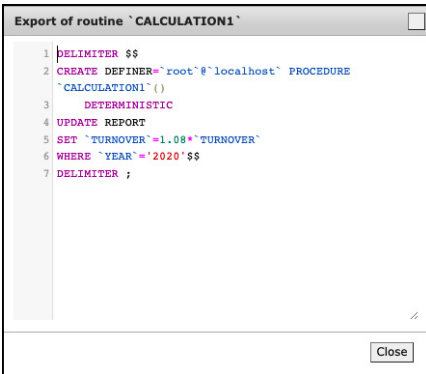 Export of routine `CALCULATION1`
1 DELIMITER $$
2 CREATE DEFINER=`root`@`localhost` PROCEDURE
`CALCULATION1`()
3     DETERMINISTIC
4 UPDATE REPORT
5 SET `TURNOVER`=1.08*`TURNOVER`
6 WHERE `YEAR`='2020'$$
7 DELIMITER ;
Close